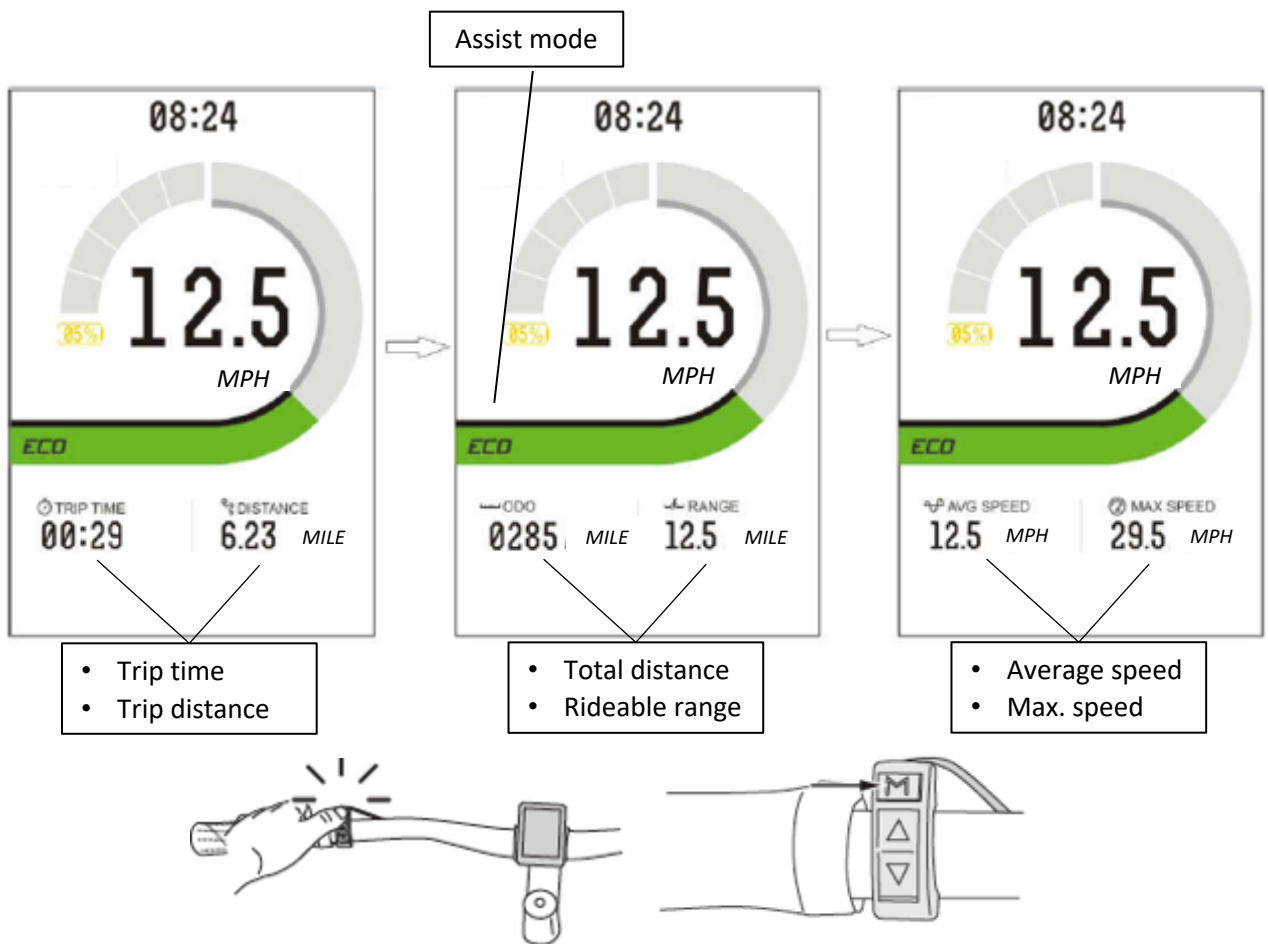 Assist mode
08:24
05%
12.5
MPH
ECO
TRIP TIME
00:29
DISTANCE
6.23 MILE
08:24
05%
12.5
MPH
ECO
ODO
0285 MILE
RANGE
12.5 MILE
08:24
05%
12.5
MPH
ECO
AVG SPEED
12.5 MPH
MAX SPEED
29.5 MPH
• Trip time
• Trip distance
• Total distance
• Rideable range
• Average speed
• Max. speed
M